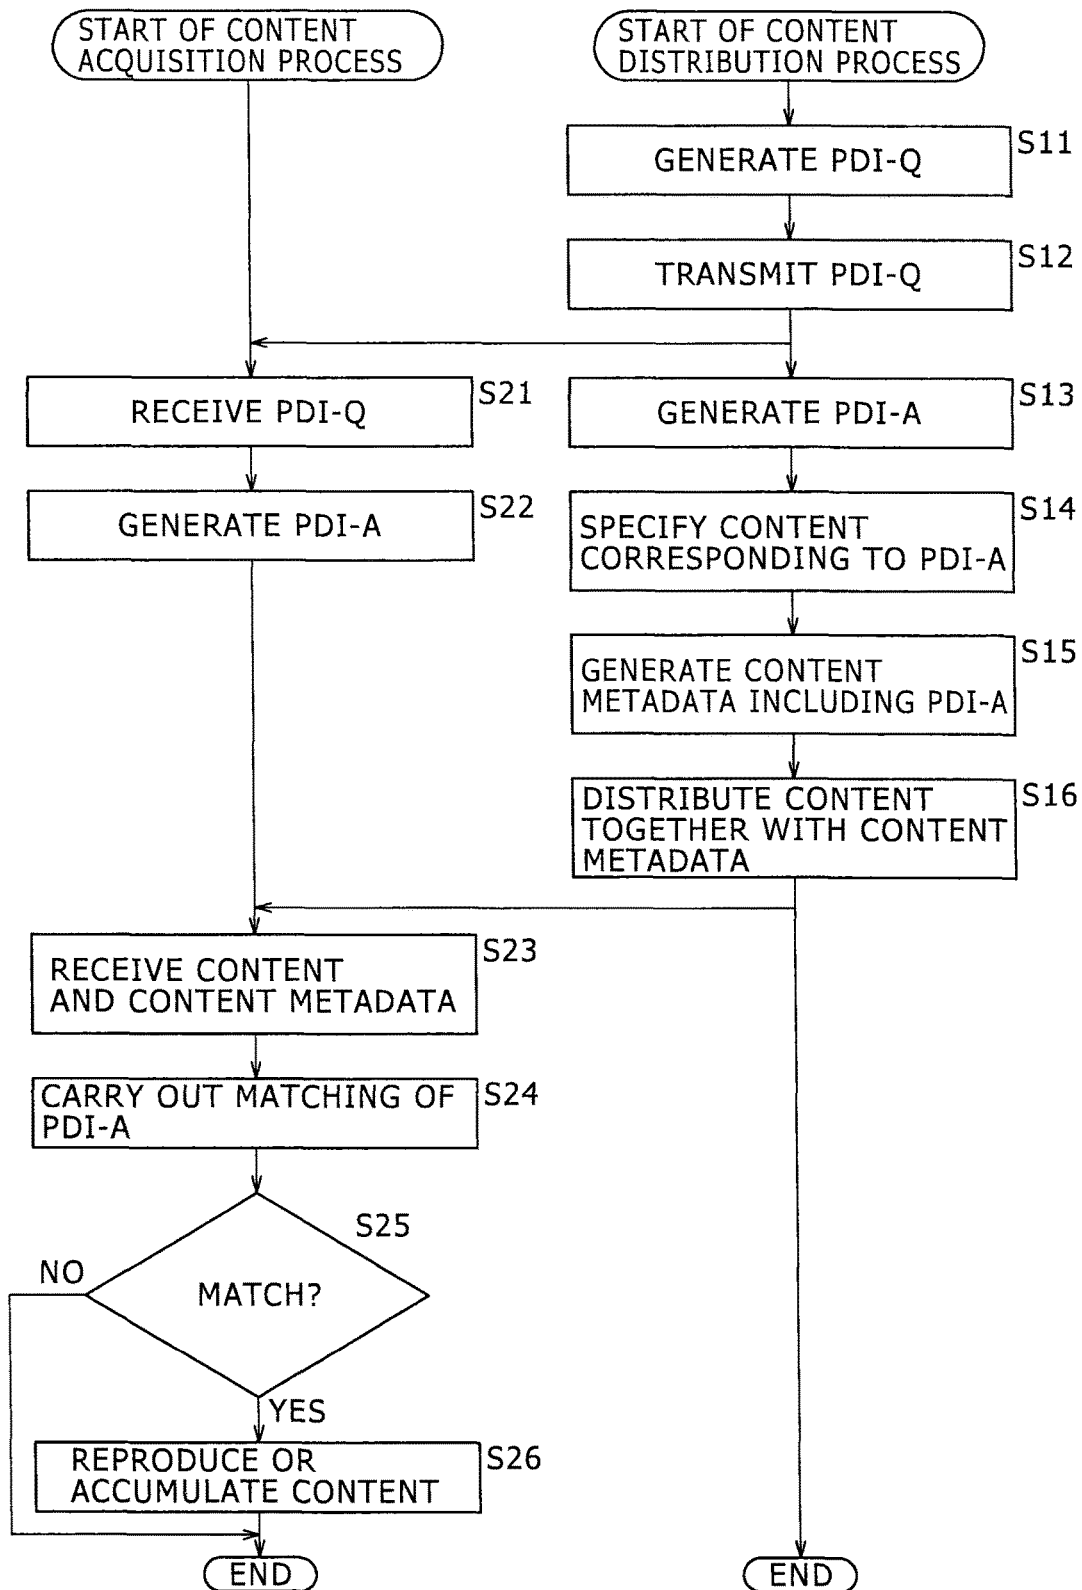 START OF CONTENT
ACQUISITION PROCESS
START OF CONTENT
DISTRIBUTION PROCESS
S11
GENERATE PDI-Q
S12
TRANSMIT PDI-Q
S21
RECEIVE PDI-Q
S13
GENERATE PDI-A
S22
GENERATE PDI-A
S14
SPECIFY CONTENT
CORRESPONDING TO PDI-A
S15
GENERATE CONTENT
METADATA INCLUDING PDI-A
S16
DISTRIBUTE CONTENT
TOGETHER WITH CONTENT
METADATA
S23
RECEIVE CONTENT
AND CONTENT METADATA
S24
CARRY OUT MATCHING OF
PDI-A
S25
NO
MATCH?
YES
S26
REPRODUCE OR
ACCUMULATE CONTENT
END
END